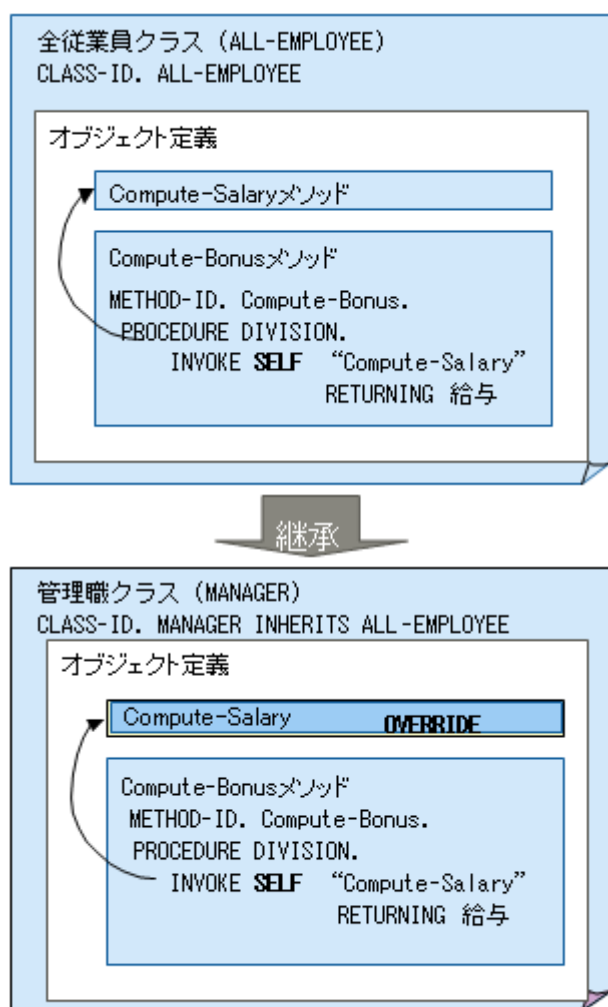 全従業員クラス (ALL-EMPLOYEE)
CLASS-ID. ALL-EMPLOYEE
オブジェクト定義
Compute-Salaryメソッド
Compute-Bonusメソッド
METHOD-ID. Compute-Bonus.
PROCEDURE DIVISION.
INVOKE SELF “Compute-Salary”
RETURNING 給与
継承
管理職クラス (MANAGER)
CLASS-ID. MANAGER INHERITS ALL-EMPLOYEE
オブジェクト定義
Compute-Salary OVERRIDE
Compute-Bonusメソッド
METHOD-ID. Compute-Bonus.
PROCEDURE DIVISION.
INVOKE SELF “Compute-Salary”
RETURNING 給与